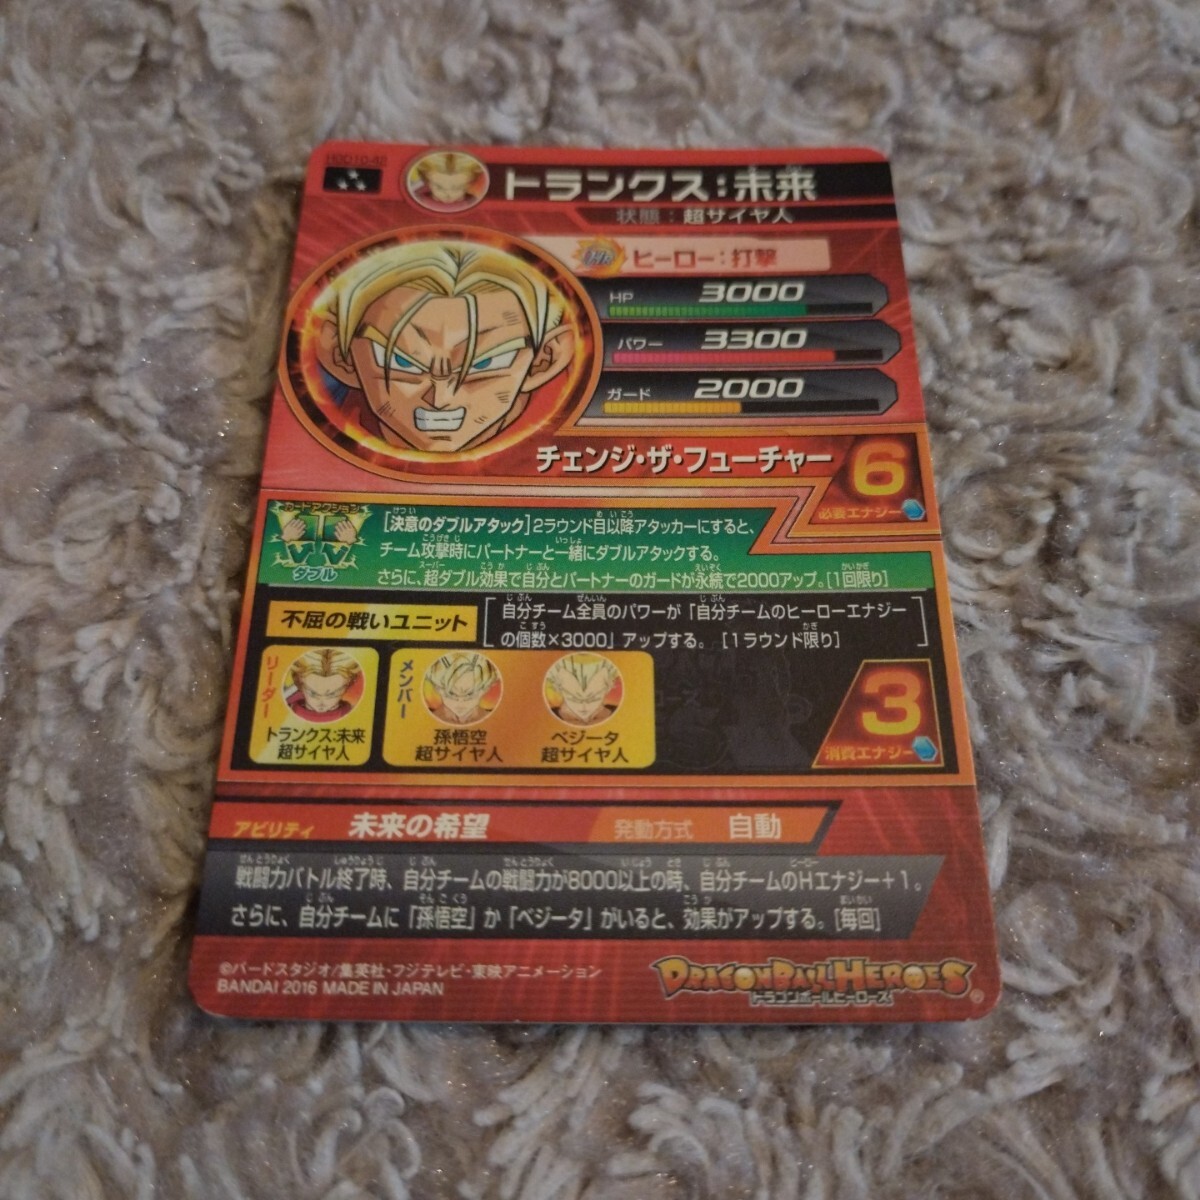 HGD10-48
トランクス:未来
状態:超サイヤ人
ヒーロー:打撃
HP 3000
パワー 3300
ガード 2000
チェンジ・ザ・フューチャー
6
必要エナジー
カードアクション
ダブル
[決意のダブルアタック]2ラウンド目以降アタッカーにすると、
チーム攻撃時にパートナーと一緒にダブルアタックする。
さらに、超ダブル効果で自分とパートナーのガードが永続で2000アップ。[1回限り]
不屈の戦いユニット
自分チーム全員のパワーが「自分チームのヒーローエナジー
の個数×3000」アップする。[1ラウンド限り]
リーダー
トランクス:未来
超サイヤ人
メンバー
孫悟空
超サイヤ人
ベジータ
超サイヤ人
3
消費エナジー
アビリティ 未来の希望 発動方式 自動
戦闘力バトル終了時、自分チームの戦闘力が8000以上の時、自分チームのHエナジー+1。
さらに、自分チームに「孫悟空」か「ベジータ」がいると、効果がアップする。[毎回]
©バードスタジオ/集英社・フジテレビ・東映アニメーション
BANDAI 2016 MADE IN JAPAN
DRAGONBALL HEROES
ドラゴンボールヒーローズ